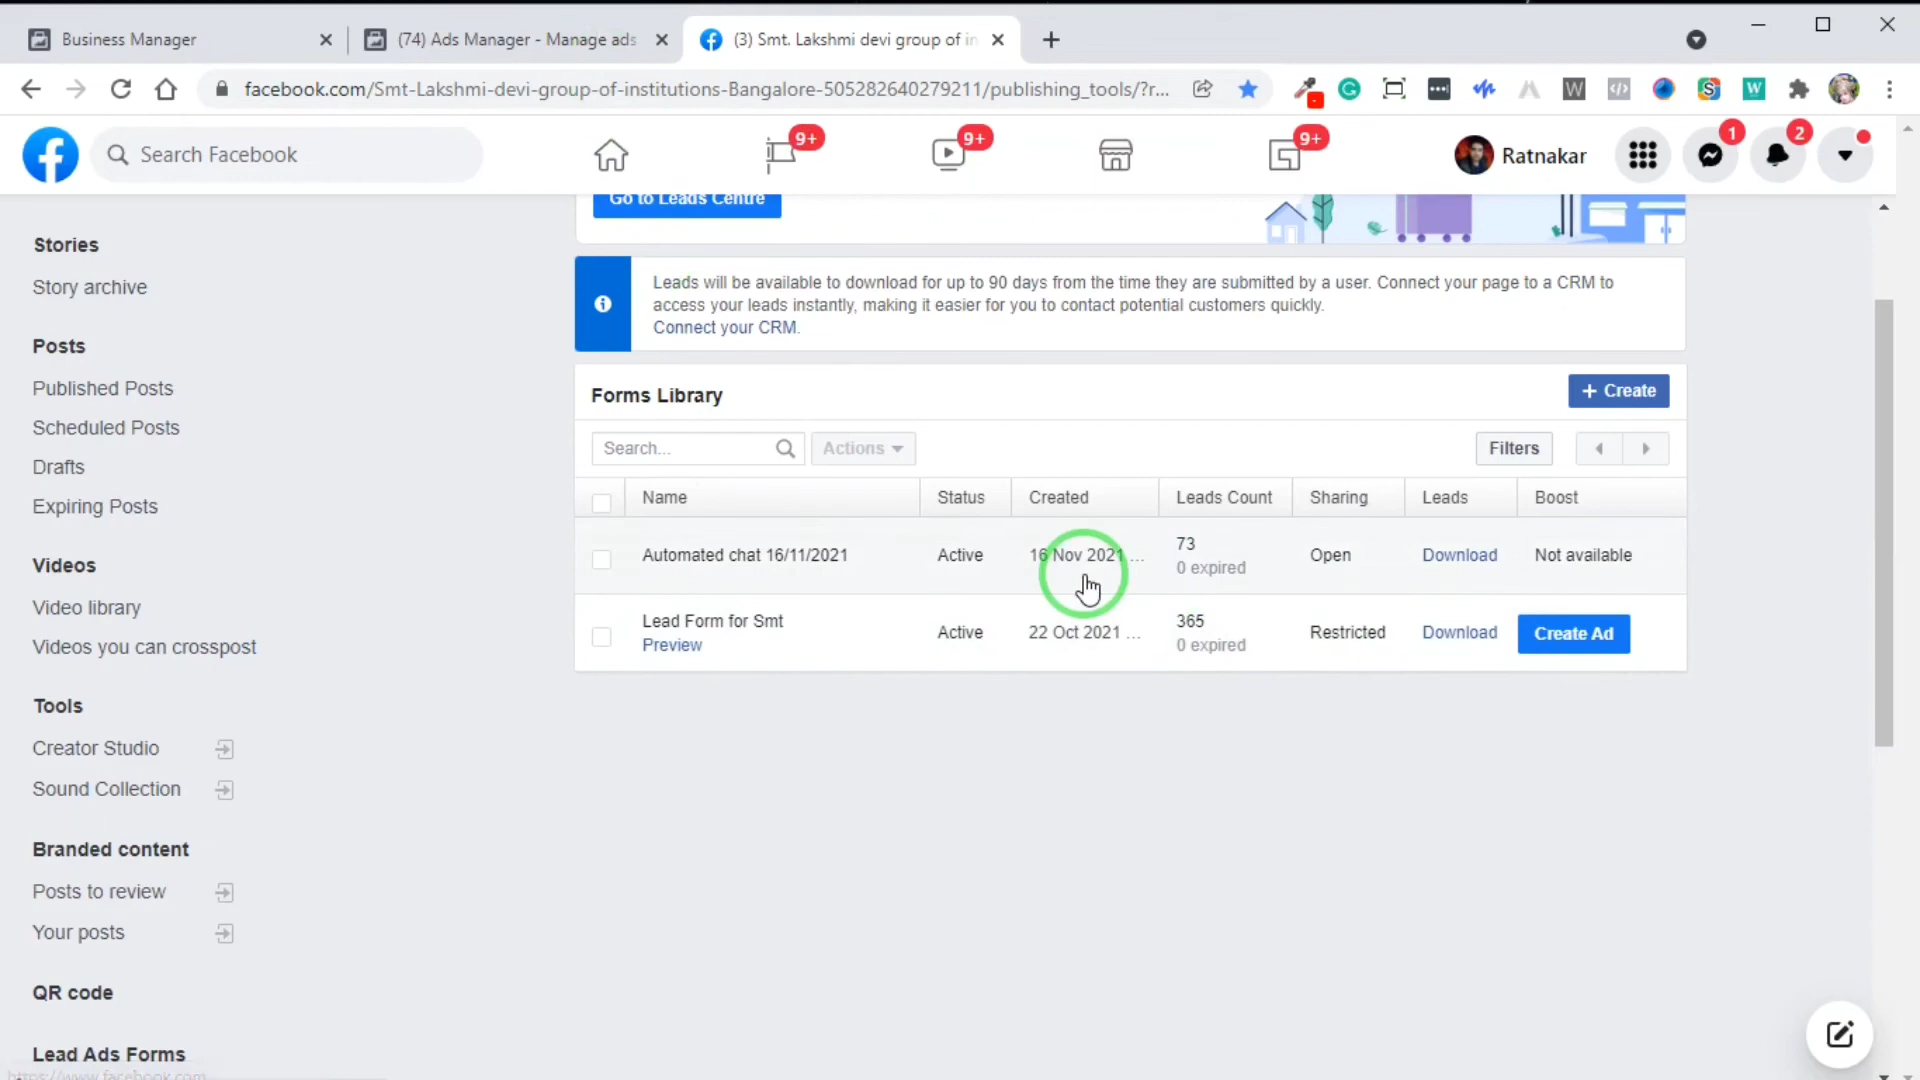 Business Manager
(74) Ads Manager - Manage ads
(3) Smt. Lakshmi devi group of in
facebook.com/Smt-Lakshmi-devi-group-of-institutions-Bangalore-505282640279211/publishing_tools/?r...
Search Facebook
9+
9+
9+
Ratnakar
1
2
Go to Leads Centre
Stories
Story archive
Posts
Published Posts
Scheduled Posts
Drafts
Expiring Posts
Videos
Video library
Videos you can crosspost
Tools
Creator Studio
Sound Collection
Branded content
Posts to review
Your posts
QR code
Lead Ads Forms
https://www.facebook.com
Leads will be available to download for up to 90 days from the time they are submitted by a user. Connect your page to a CRM to
access your leads instantly, making it easier for you to contact potential customers quickly.
Connect your CRM.
Forms Library
+ Create
Search...
Actions
Filters
Name Status Created Leads Count Sharing Leads Boost
Automated chat 16/11/2021 Active 16 Nov 2021 ... 73 Open Download Not available
0 expired
Lead Form for Smt Active 22 Oct 2021 ... 365 Restricted Download Create Ad
Preview 0 expired